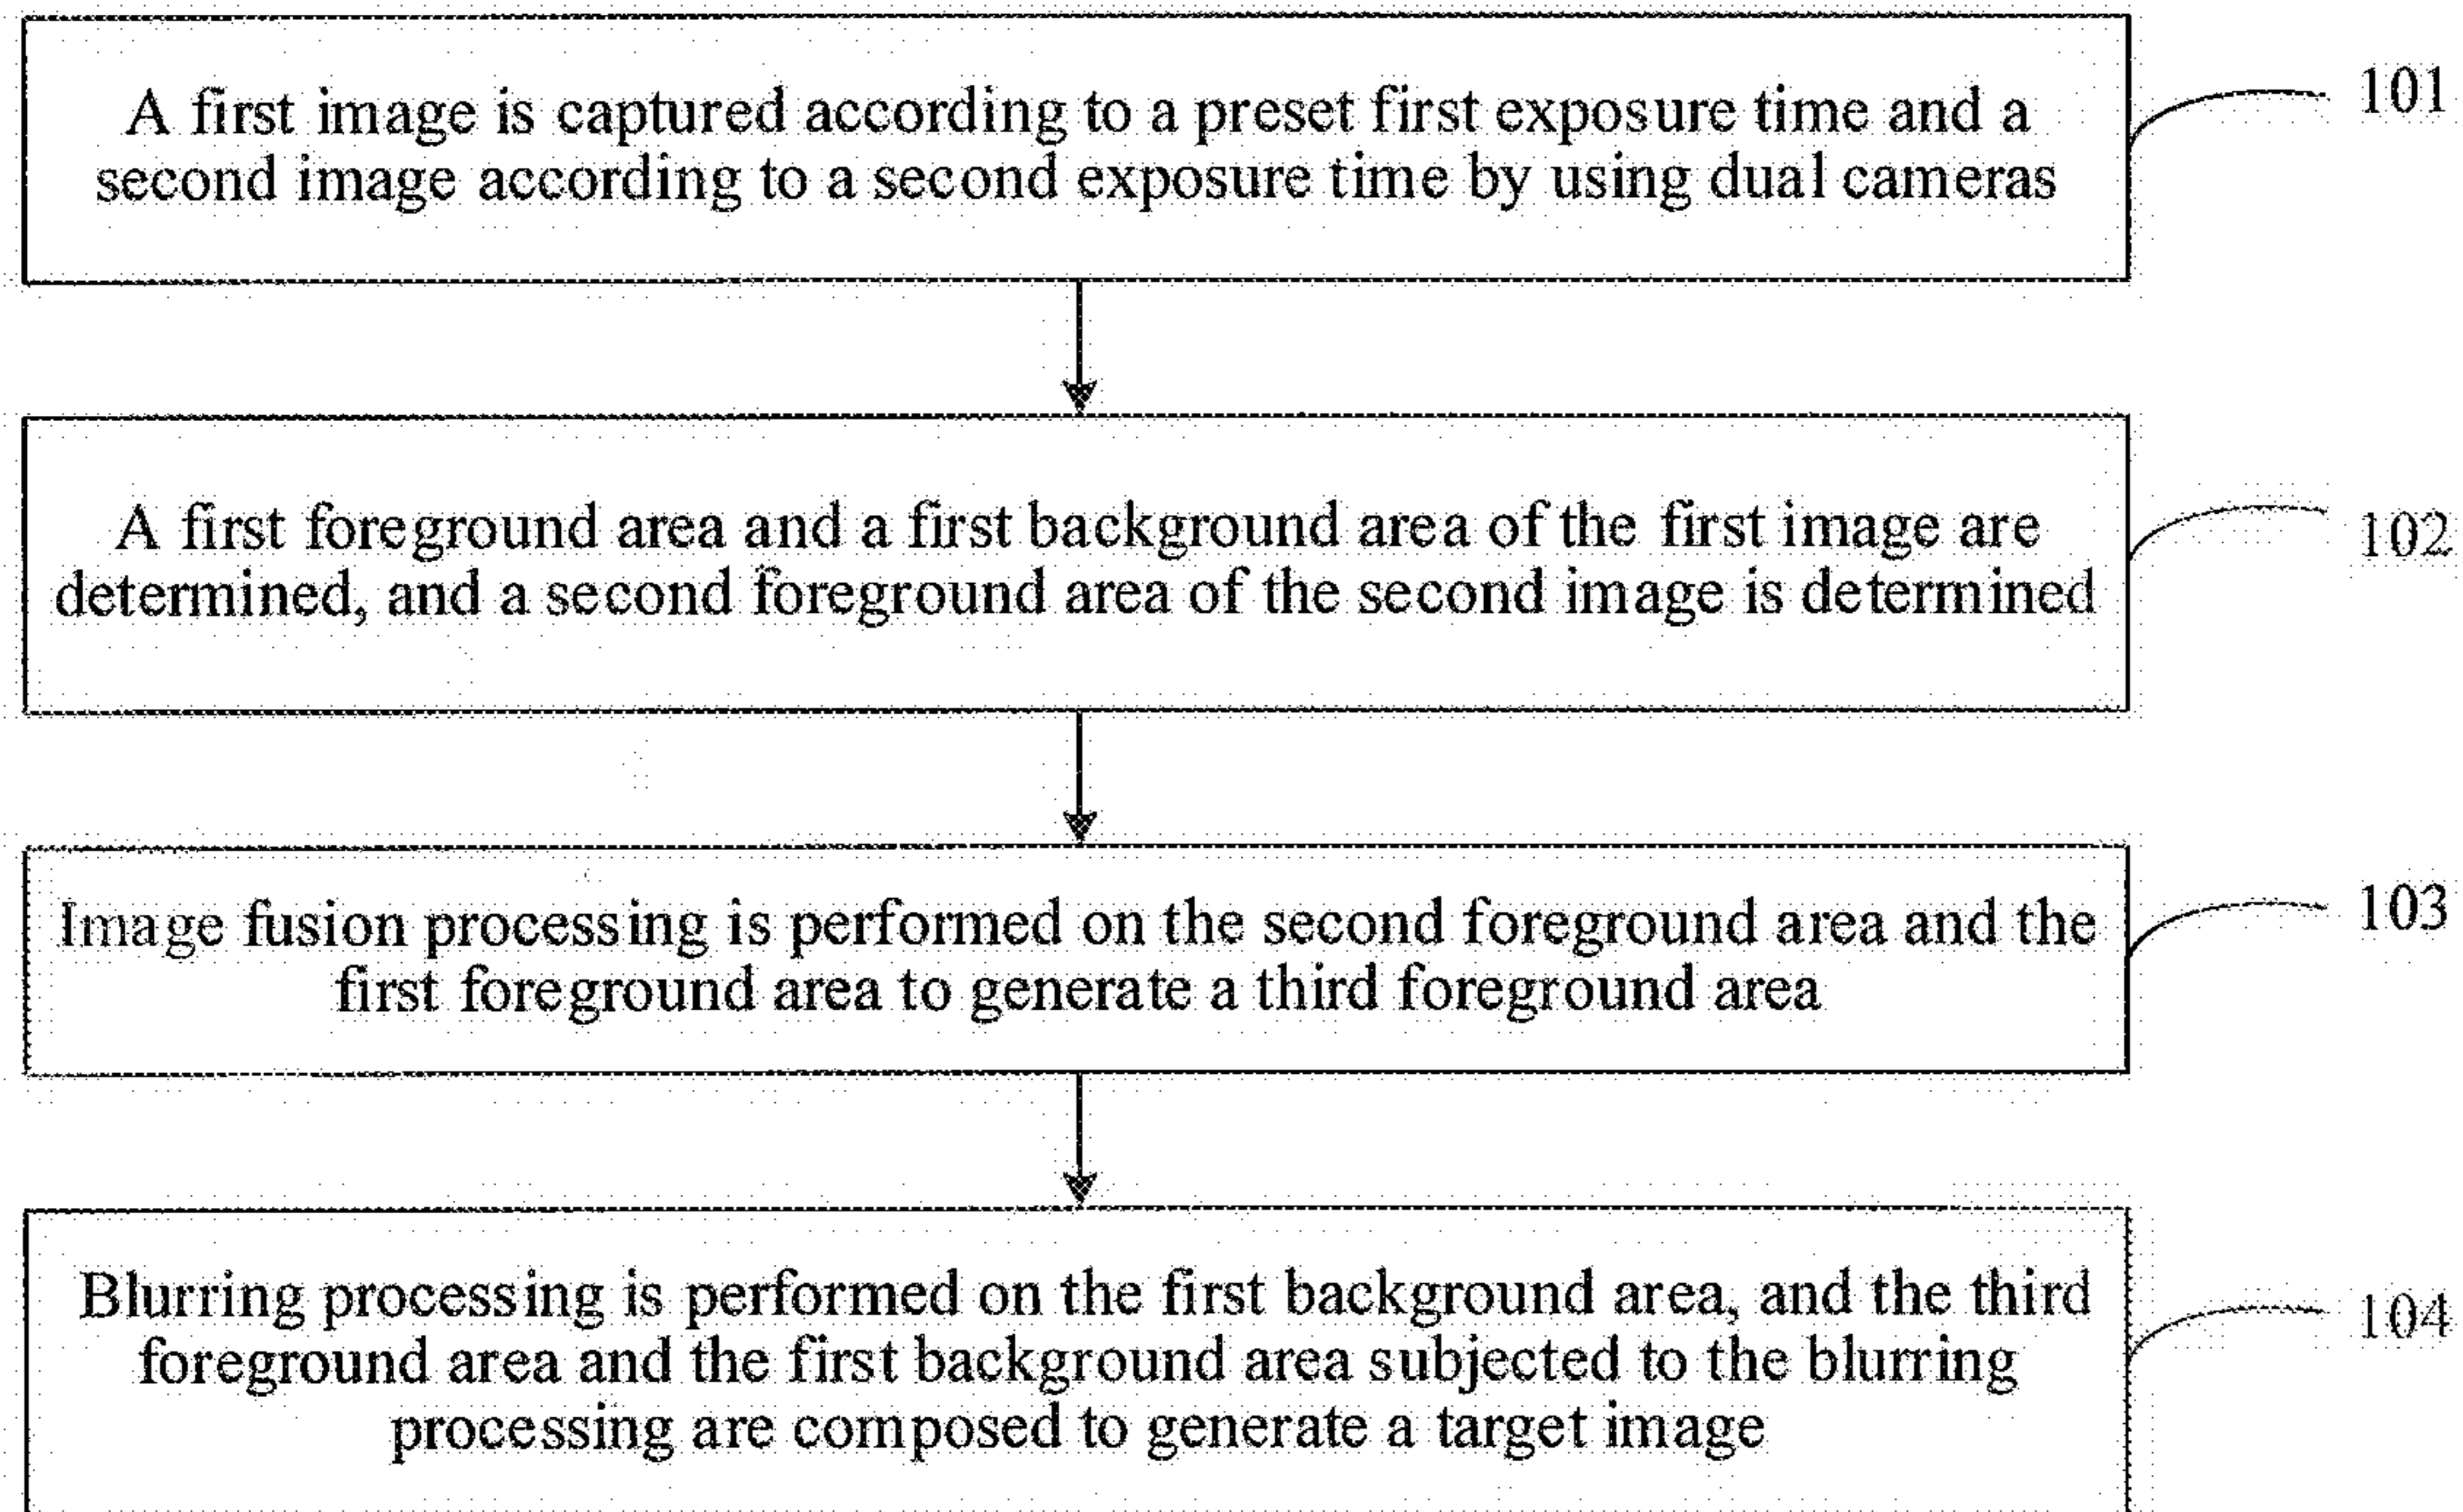 A first image is captured according to a preset first exposure time and a
second image according to a second exposure time by using dual cameras
101
A first foreground area and a first background area of the first image are
determined, and a second foreground area of the second image is determined
102
Image fusion processing is performed on the second foreground area and the
first foreground area to generate a third foreground area
103
Blurring processing is performed on the first background area, and the third
foreground area and the first background area subjected to the blurring
processing are composed to generate a target image
104